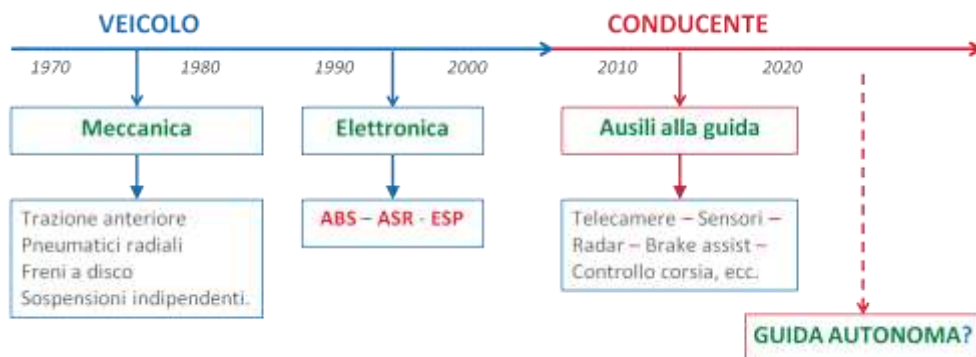 VEICOLO
CONDUCENTE
1970 1980 1990 2000 2010 2020
Meccanica
Elettronica
Ausili alla guida
Trazione anteriore
Pneumatici radiali
Freni a disco
Sospensioni indipendenti.
ABS – ASR - ESP
Telecamere – Sensori –
Radar – Brake assist –
Controllo corsia, ecc.
GUIDA AUTONOMA?